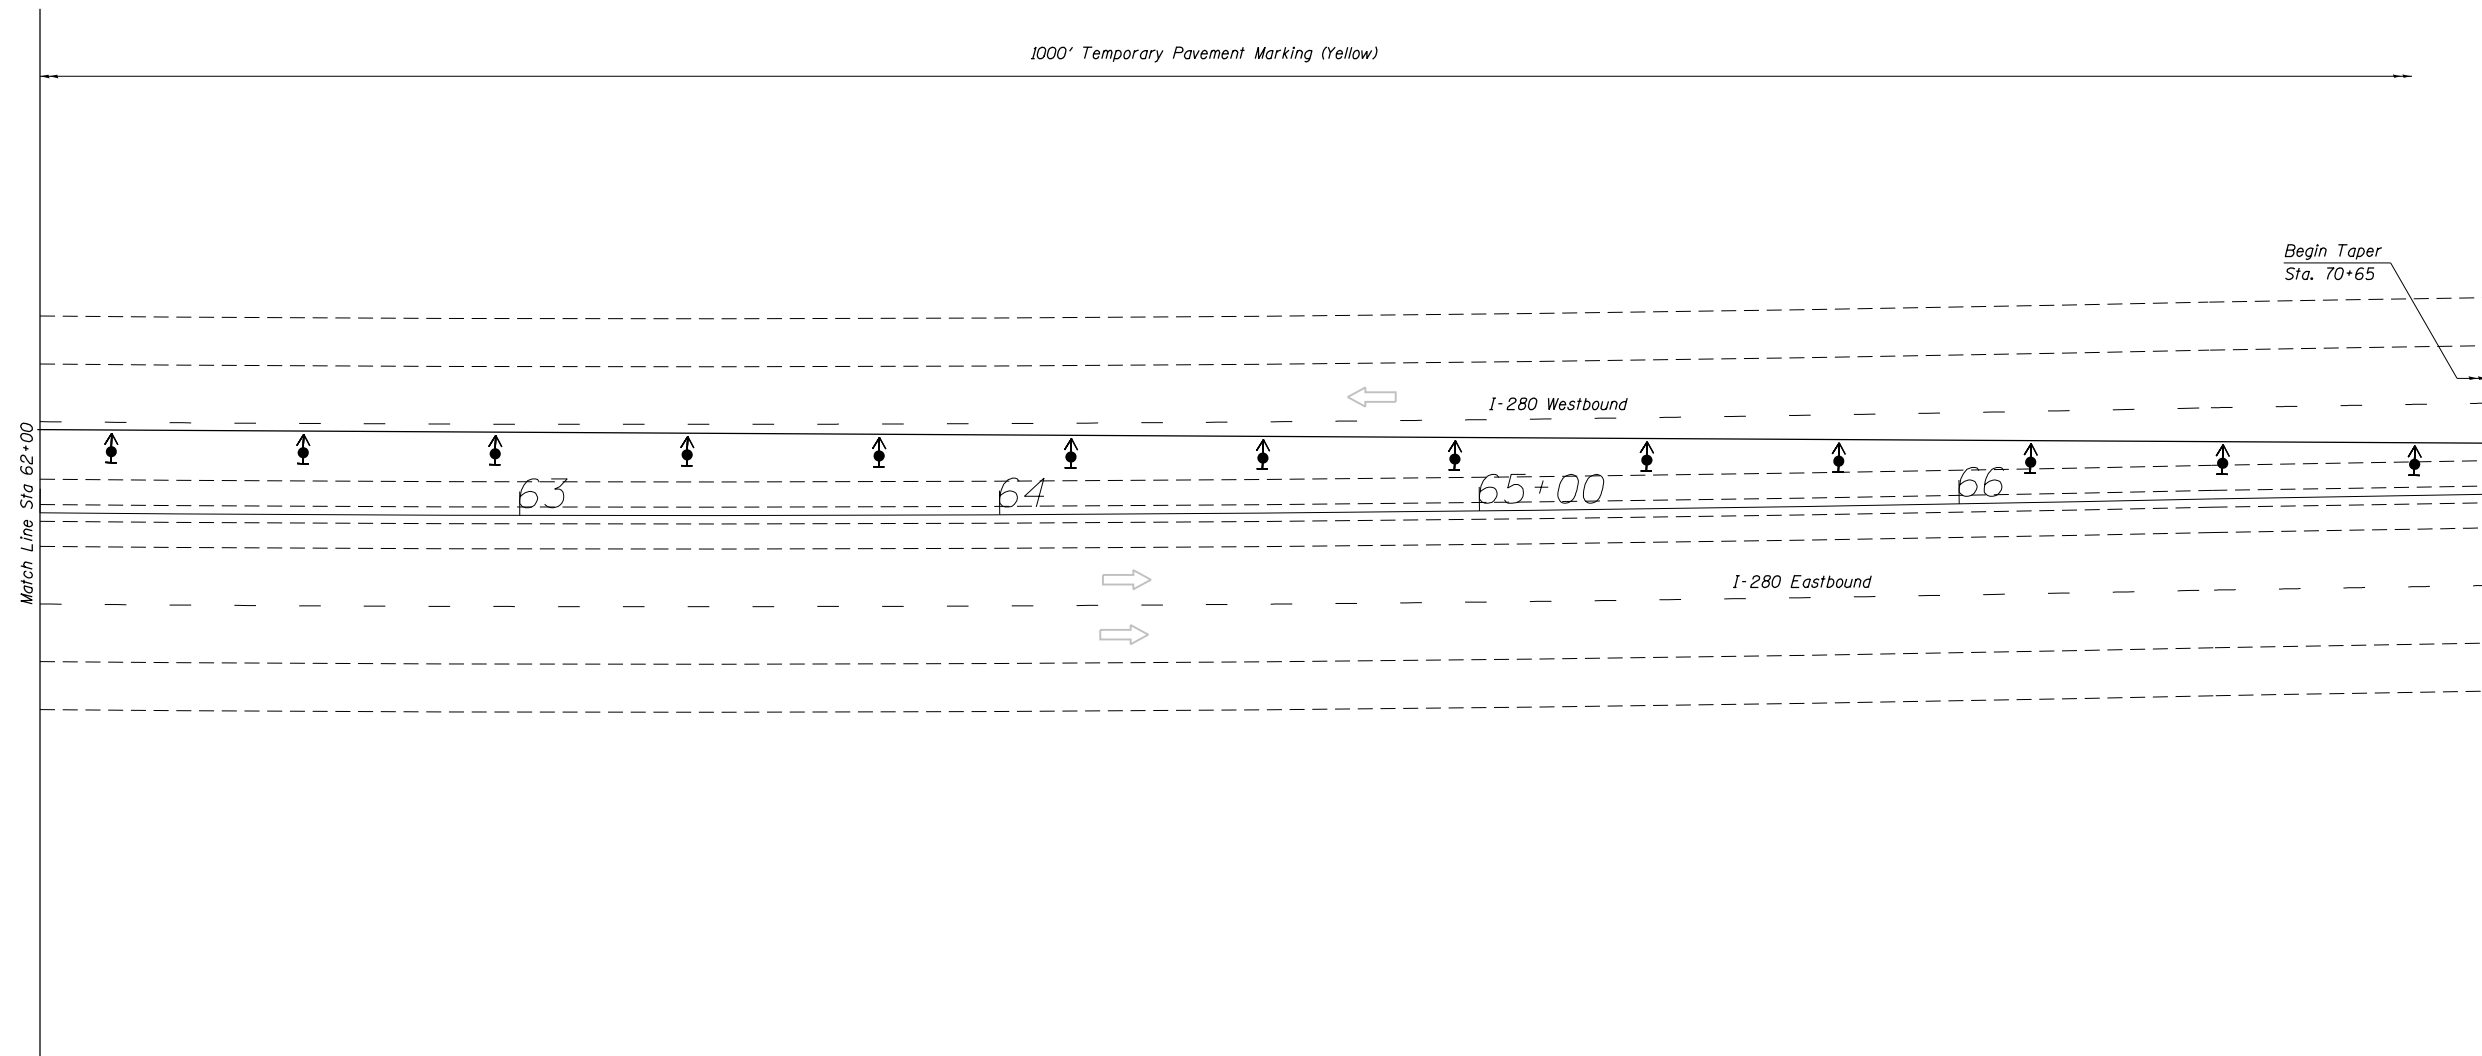 1000' Temporary Pavement Marking (Yellow)
Begin Taper
Sta. 70+65
I-280 Westbound
Match Line Sta 62+00
63
64
65+00
66
I-280 Eastbound